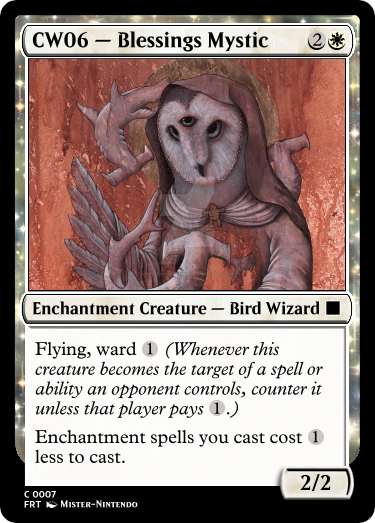 CW06 — Blessings Mystic 2
Enchantment Creature — Bird Wizard
Flying, ward 1 (Whenever this
creature becomes the target of a spell or
ability an opponent controls, counter it
unless that player pays 1.)
Enchantment spells you cast cost 1
less to cast.
2/2
C 0007
FRT Mister-Nintendo